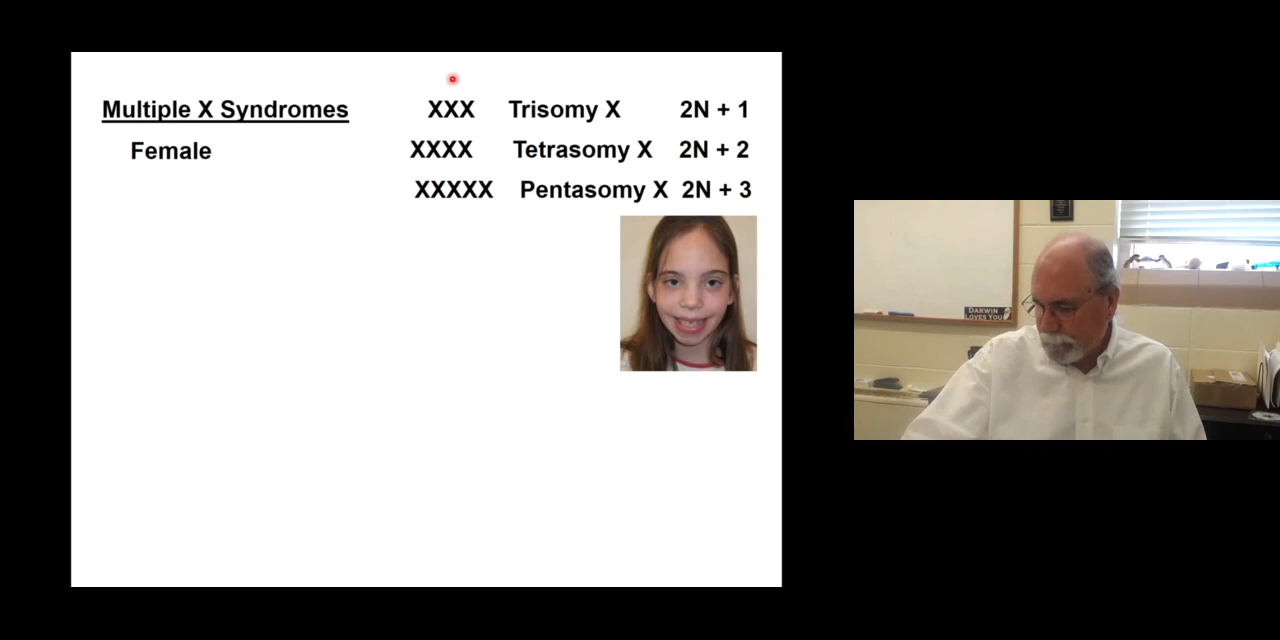 Multiple X Syndromes XXX Trisomy X 2N + 1
Female XXXX Tetrasomy X 2N + 2
XXXXX Pentasomy X 2N + 3
DARWIN
LOVES YOU